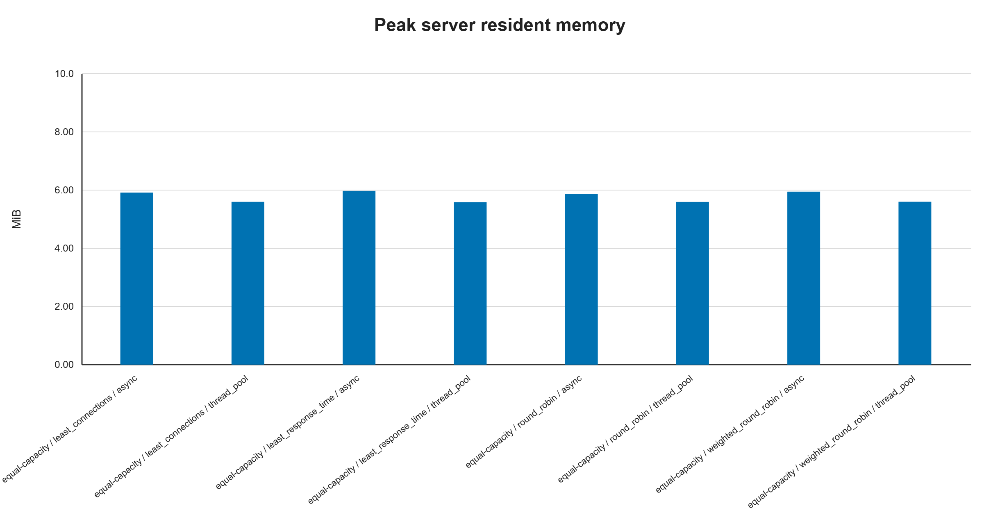 Peak server resident memory
10.0
8.00
6.00
4.00
2.00
0.00
MiB
equal-capacity / least_connections / async
equal-capacity / least_connections / thread_pool
equal-capacity / least_response_time / async
equal-capacity / least_response_time / thread_pool
equal-capacity / round_robin / async
equal-capacity / round_robin / thread_pool
equal-capacity / weighted_round_robin / async
equal-capacity / weighted_round_robin / thread_pool